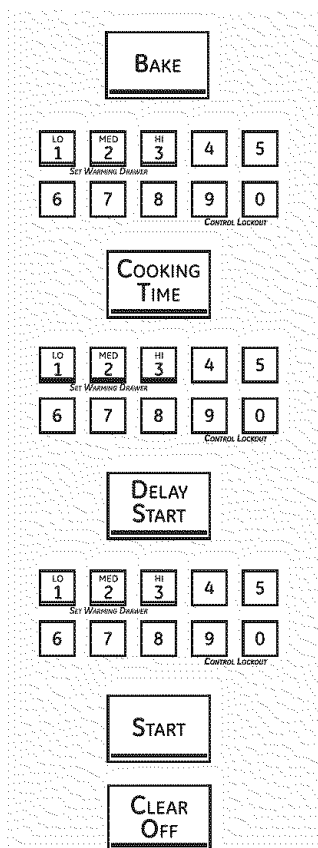 BAKE
LO MED HI
1 2 3 4 5
SET WARMING DRAWER
6 7 8 9 0
CONTROL LOCKOUT
COOKING
TIME
LO MED HI
1 2 3 4 5
SET WARMING DRAWER
6 7 8 9 0
CONTROL LOCKOUT
DELAY
START
LO MED HI
1 2 3 4 5
SET WARMING DRAWER
6 7 8 9 0
CONTROL LOCKOUT
START
CLEAR
OFF